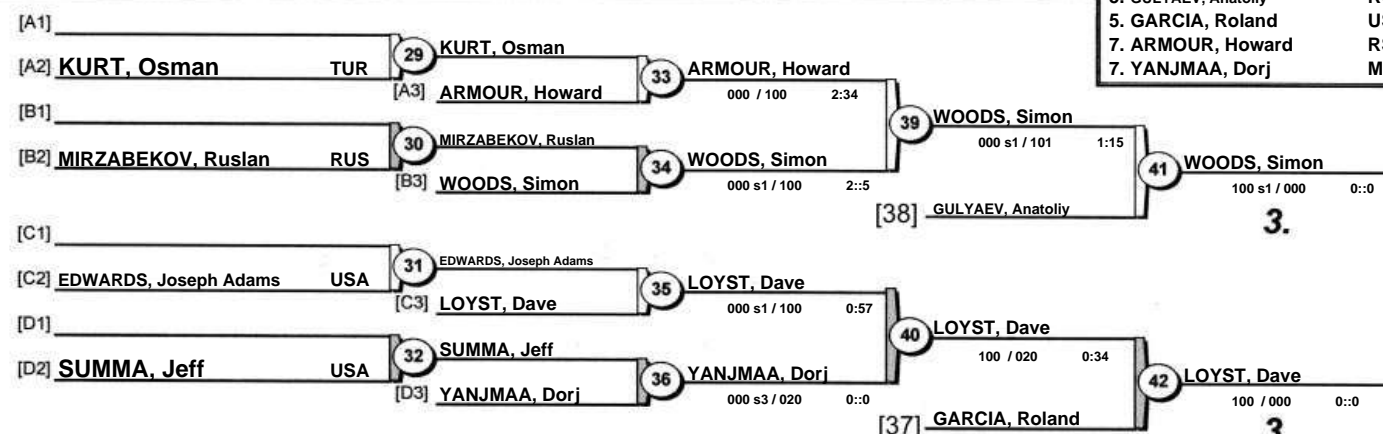 GULYAEV, Anatoliy
5. GARCIA, Roland
7. ARMOUR, Howard
7. YANJMAA, Dorj
[A1]
[A2] KURT, Osman TUR
29
KURT, Osman
[A3] ARMOUR, Howard
33
ARMOUR, Howard
000 / 100 2:34
[B1]
[B2] MIRZABEKOV, Ruslan RUS
30
MIRZABEKOV, Ruslan
[B3] WOODS, Simon
34
WOODS, Simon
000 s1 / 100 2::5
39
WOODS, Simon
000 s1 / 101 1:15
[38] GULYAEV, Anatoliy
41
WOODS, Simon
100 s1 / 000 0::0
3.
[C1]
[C2] EDWARDS, Joseph Adams USA
31
EDWARDS, Joseph Adams
[C3] LOYST, Dave
35
LOYST, Dave
000 s1 / 100 0:57
[D1]
[D2] SUMMA, Jeff USA
32
SUMMA, Jeff
[D3] YANJMAA, Dorj
36
YANJMAA, Dorj
000 s3 / 020 0::0
40
LOYST, Dave
100 / 020 0:34
[37] GARCIA, Roland
42
LOYST, Dave
100 / 000 0::0
3